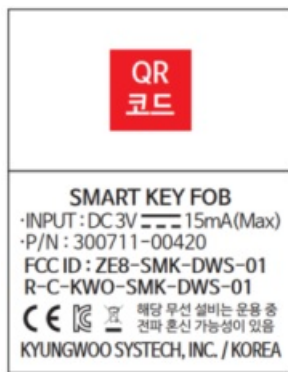 QR
코드
SMART KEY FOB
·INPUT : DC 3V 15mA(Max)
·P/N : 300711-00420
FCC ID : ZE8-SMK-DWS-01
R-C-KWO-SMK-DWS-01
해당 무선 설비는 운용 중
전파 혼신 가능성이 있음
KYUNGWOO SYSTECH, INC. / KOREA